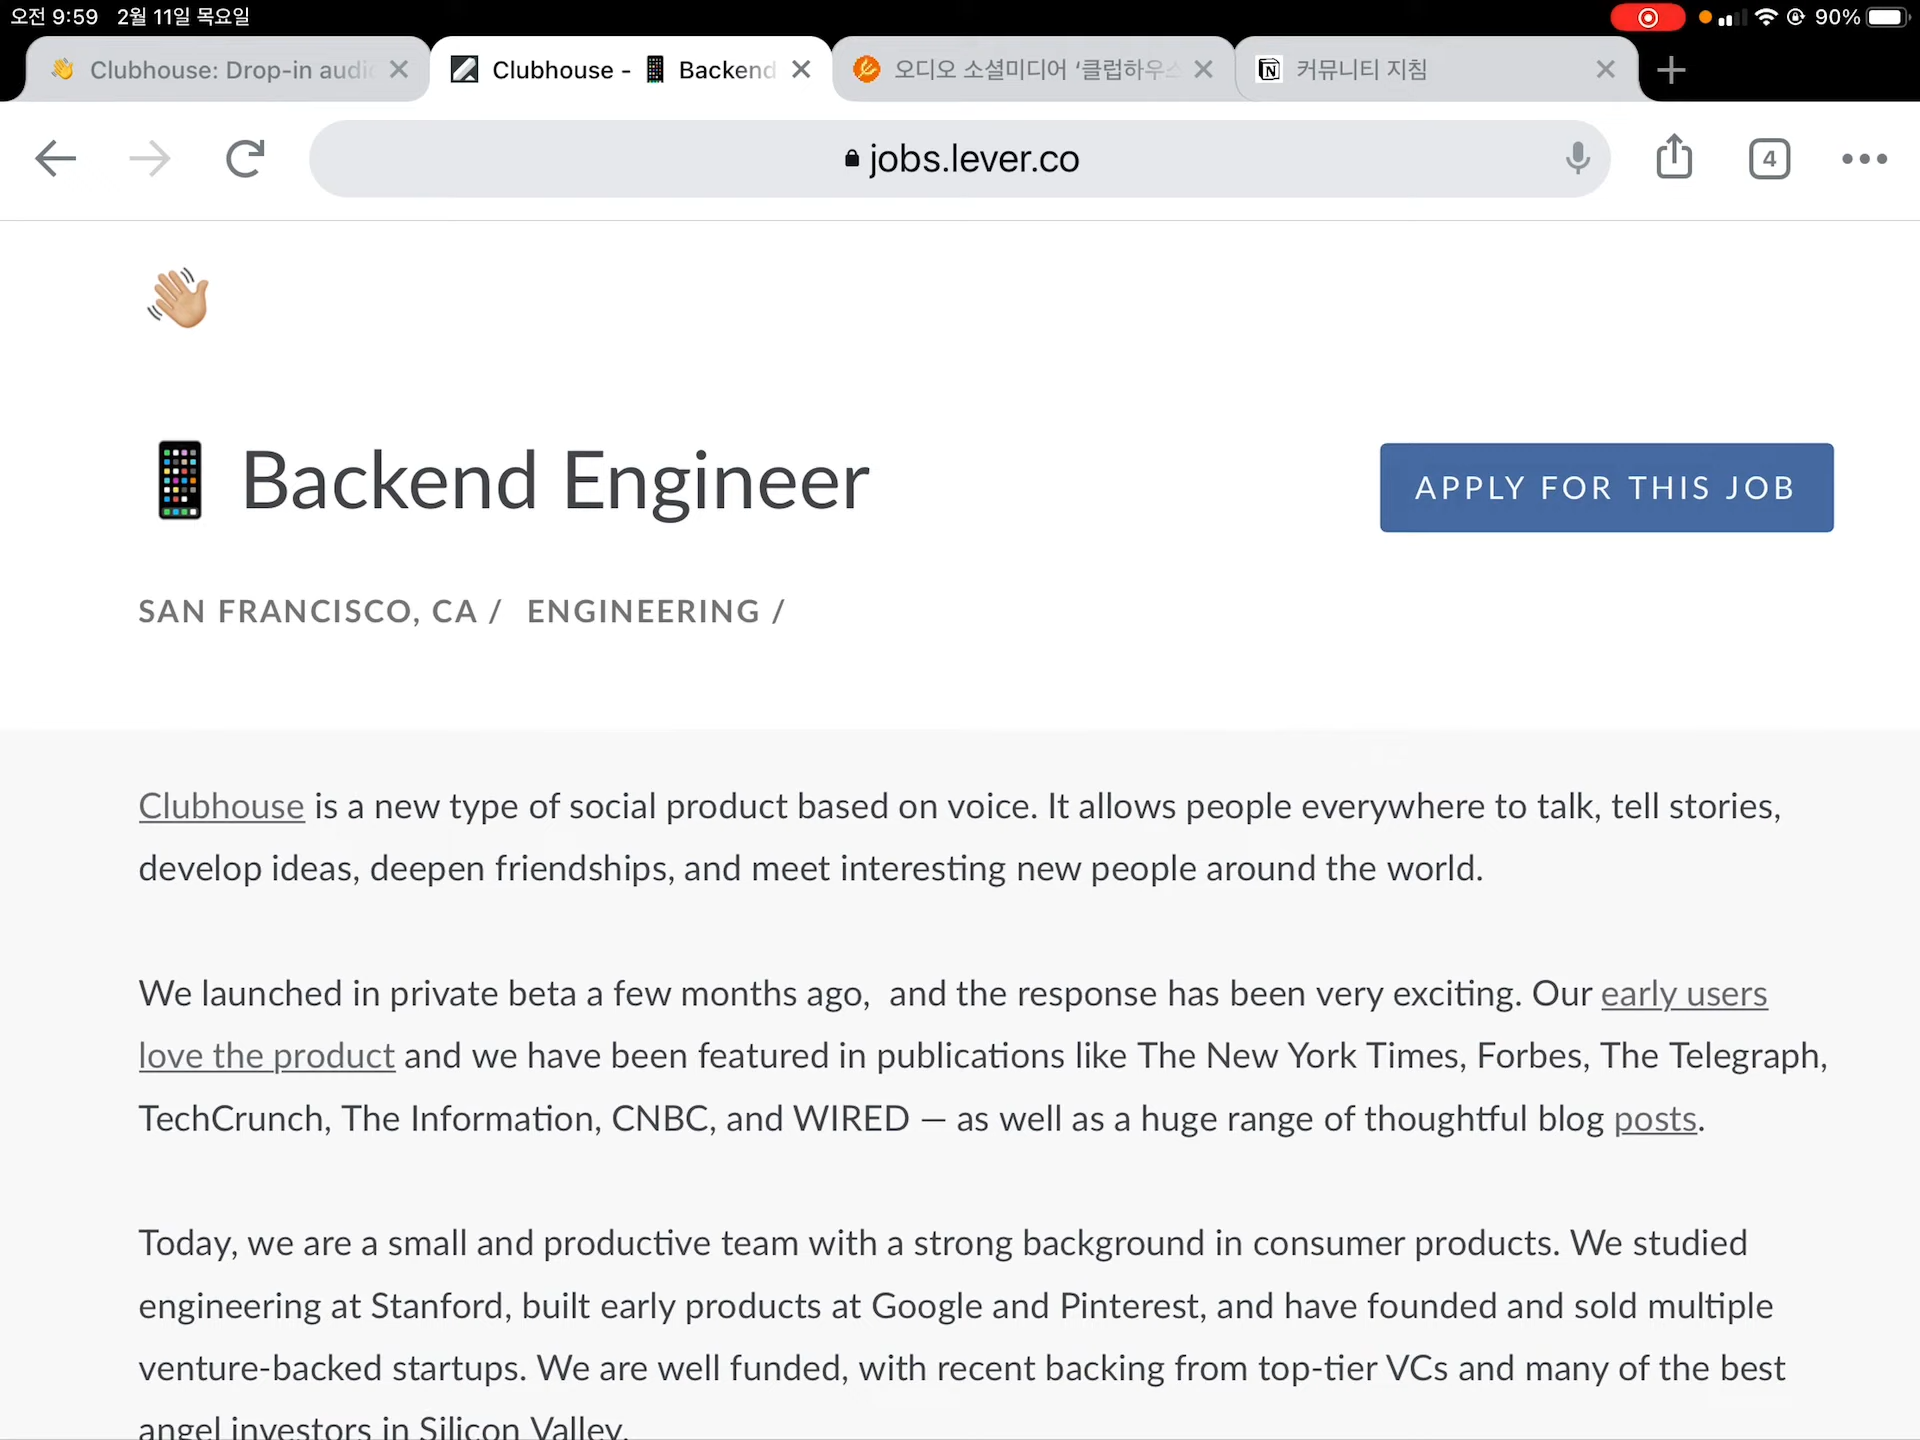 오전 9:59 2월 11일 목요일 90%
Clubhouse: Drop-in audi
Clubhouse - 📱 Backend
오디오 소셜미디어 ‘클럽하우스
커뮤니티 지침
jobs.lever.co
4
📱 Backend Engineer
APPLY FOR THIS JOB
SAN FRANCISCO, CA / ENGINEERING /
Clubhouse is a new type of social product based on voice. It allows people everywhere to talk, tell stories,
develop ideas, deepen friendships, and meet interesting new people around the world.
We launched in private beta a few months ago,  and the response has been very exciting. Our early users
love the product and we have been featured in publications like The New York Times, Forbes, The Telegraph,
TechCrunch, The Information, CNBC, and WIRED — as well as a huge range of thoughtful blog posts.
Today, we are a small and productive team with a strong background in consumer products. We studied
engineering at Stanford, built early products at Google and Pinterest, and have founded and sold multiple
venture-backed startups. We are well funded, with recent backing from top-tier VCs and many of the best
angel investors in Silicon Valley.